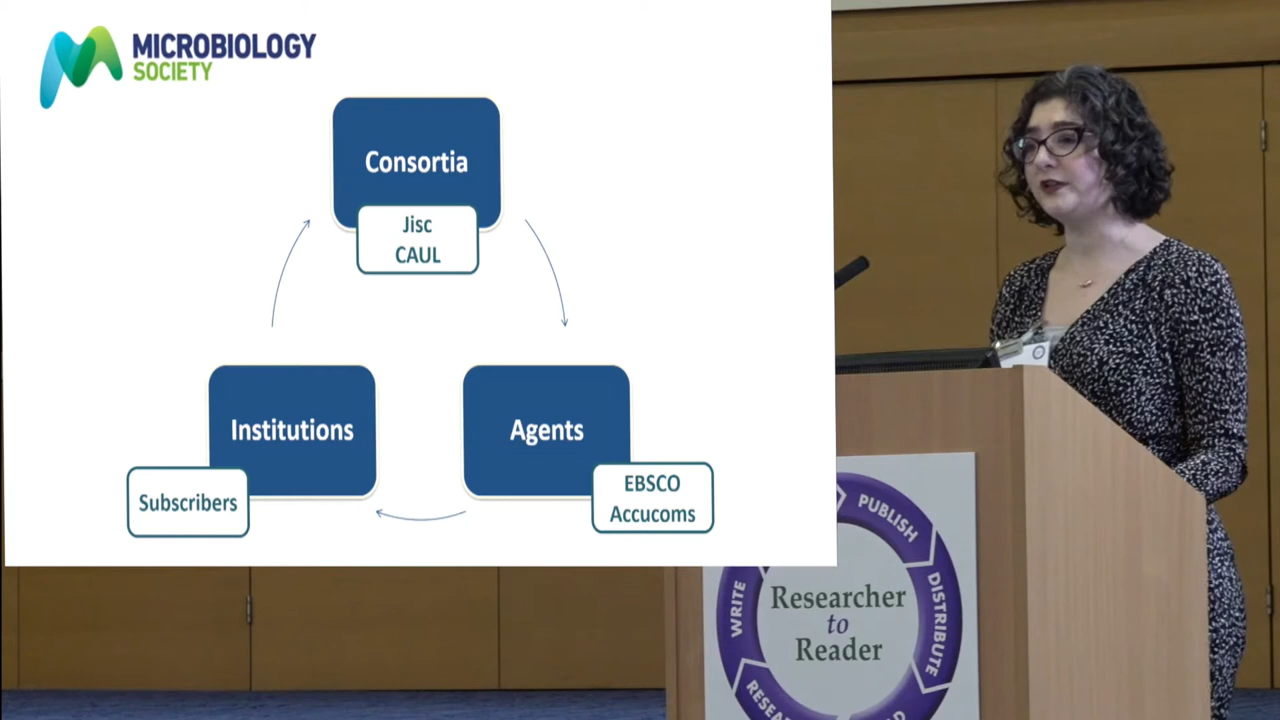 MICROBIOLOGY
SOCIETY
Consortia
Jisc
CAUL
Institutions
Subscribers
Agents
EBSCO
Accucoms
PUBLISH
DISTRIBUTE
WRITE
Researcher
to
Reader